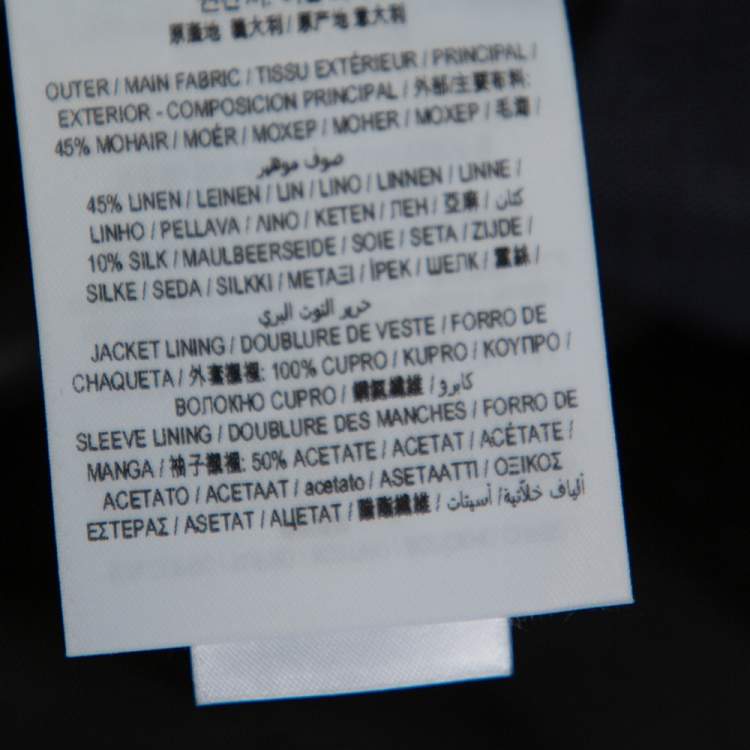 原產地 義大利 / 原产地 意大利
OUTER / MAIN FABRIC / TISSU EXTÉRIEUR / PRINCIPAL /
EXTERIOR - COMPOSICION PRINCIPAL / 外部/主要布料:
45% MOHAIR / MOÉR / MOXEP / MOHER / MOXEP / 毛海 /
صوف موهير
45% LINEN / LEINEN / LIN / LINO / LINNEN / LINNE /
LINHO / PELLAVA / ΛΙΝΟ / KETEN / ЛЕН / 亞麻 / كتان /
10% SILK / MAULBEERSEIDE / SOIE / SETA / ZIJDE /
SILKE / SEDA / SILKKI / ΜΕΤΑΞΙ / İPEK / ШЕЛК / 蠶絲 /
حرير التوت البري
JACKET LINING / DOUBLURE DE VESTE / FORRO DE
CHAQUETA / 外套襯裡: 100% CUPRO / KUPRO / ΚΟΥΠΡΟ /
ВОЛОКНО CUPRO / 銅氨纖維 / كابرو
SLEEVE LINING / DOUBLURE DES MANCHES / FORRO DE
MANGA / 袖子襯裡: 50% ACETATE / ACETAT / ACÉTATE /
ACETATO / ACETAAT / acetato / ASETAATTI / ΟΞΙΚΟΣ
ΕΣΤΕΡΑΣ / ASETAT / АЦЕТАТ / 醋酯纖維 / ألياف خلاّتية/ أسيتات /